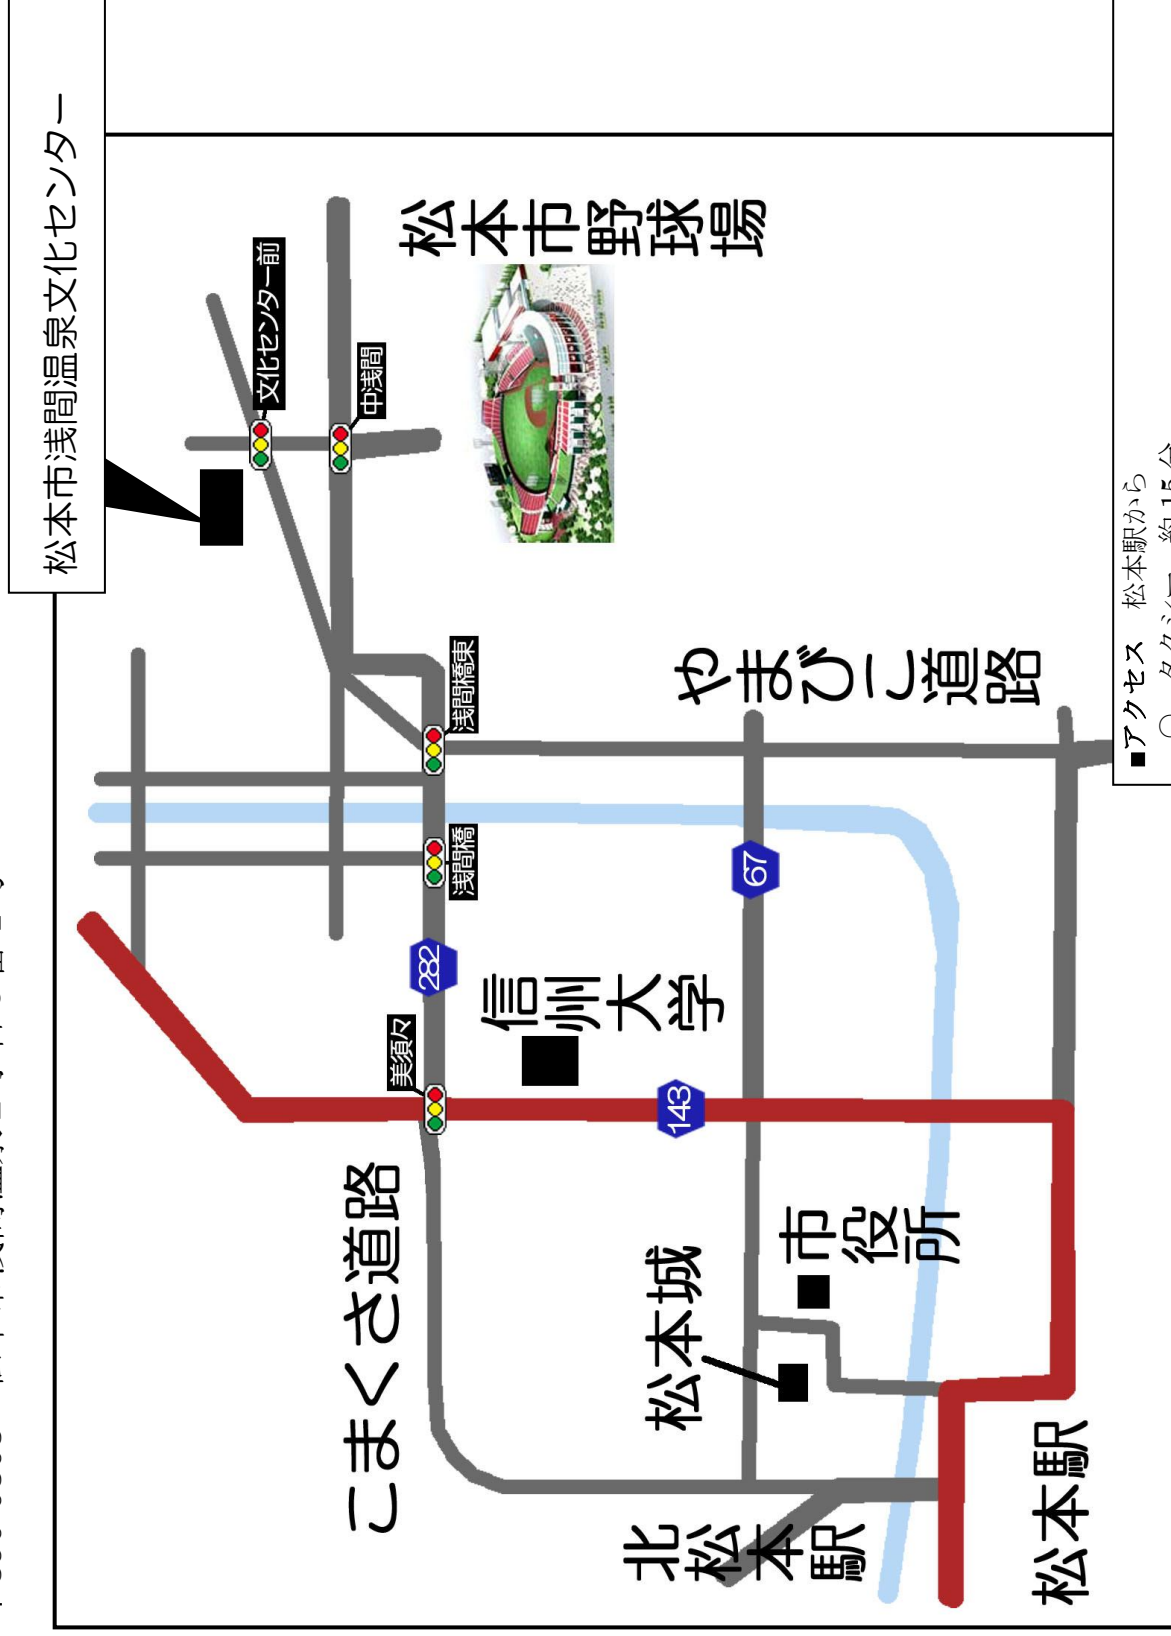 松本市浅間温泉文化センター
文化センター前
中浅間
松本市野球場
浅間橋東
浅間橋
やまびこ道路
282
67
美須々
信州大学
143
こまくさ道路
松本城
市役所
北松本駅
松本駅
■アクセス 松本駅から